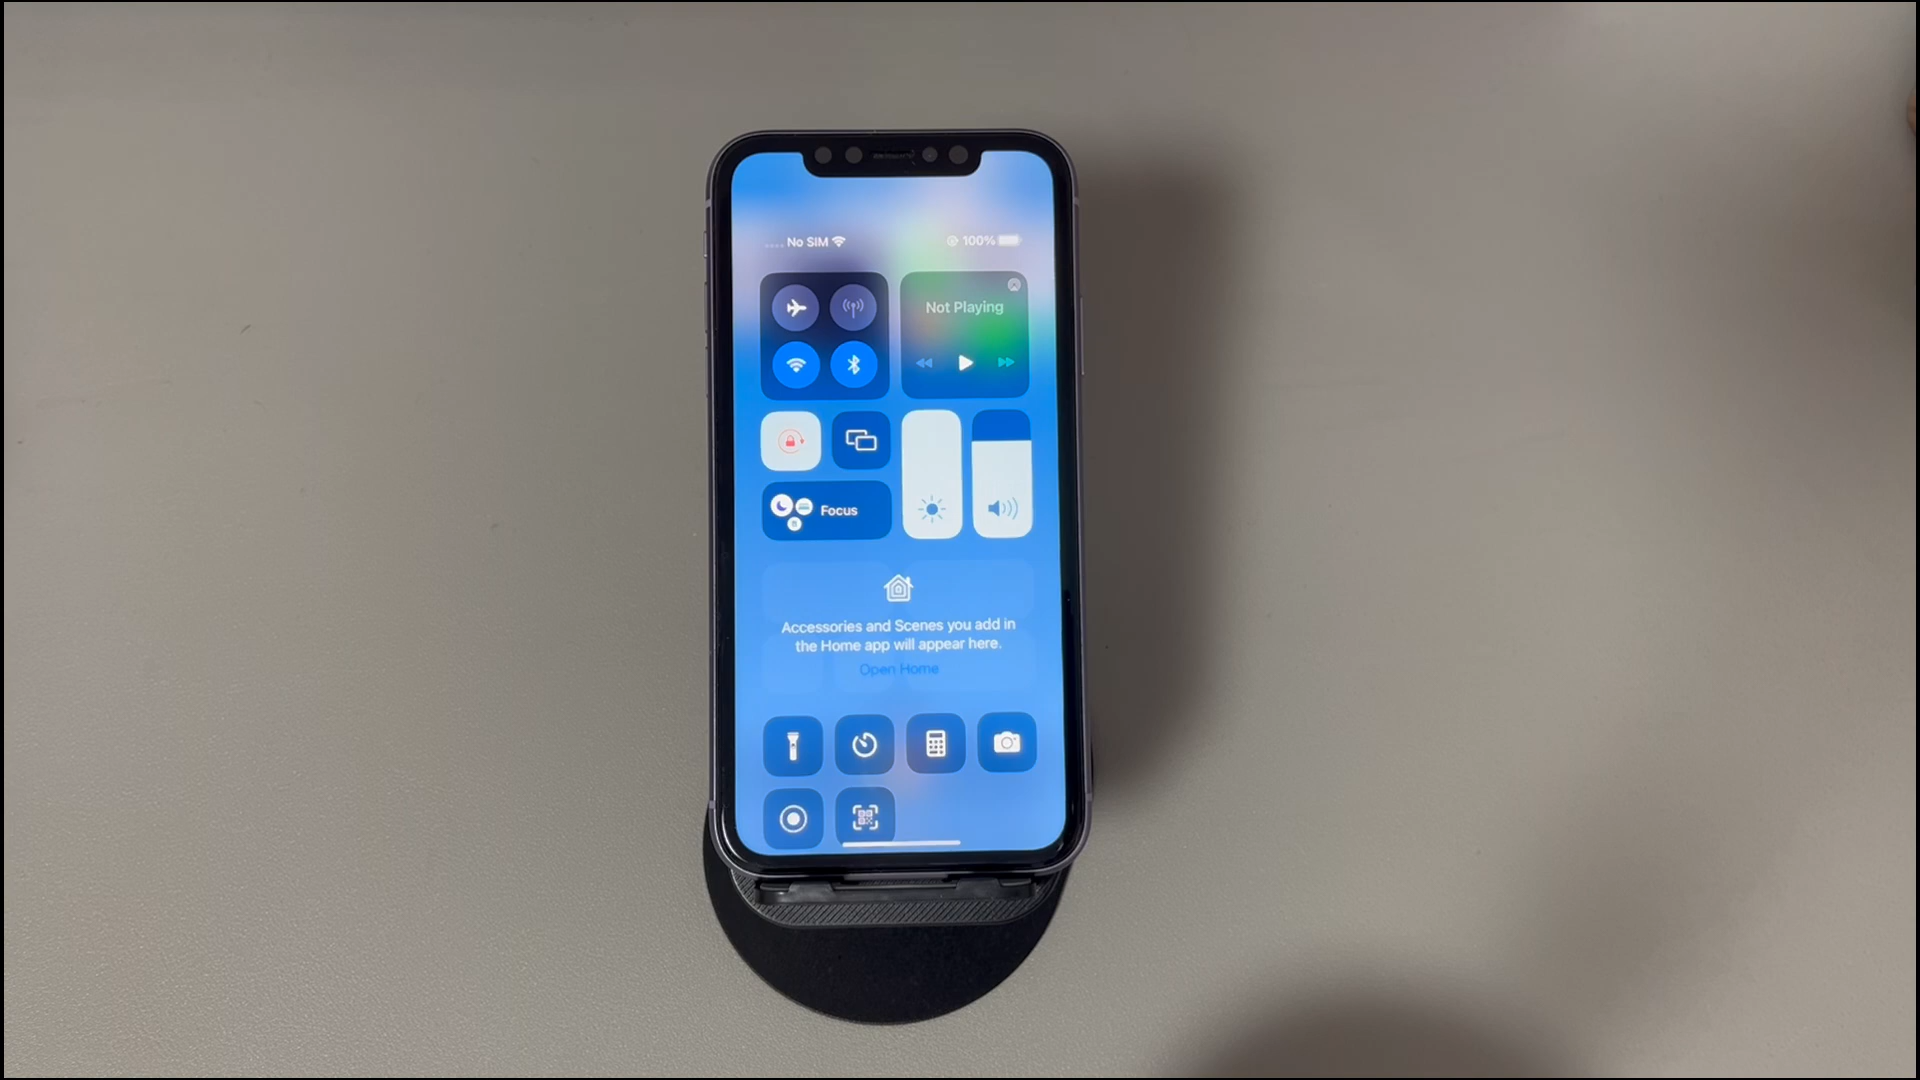 No SIM 100%
Not Playing
Focus
Accessories and Scenes you add in
the Home app will appear here.
Open Home